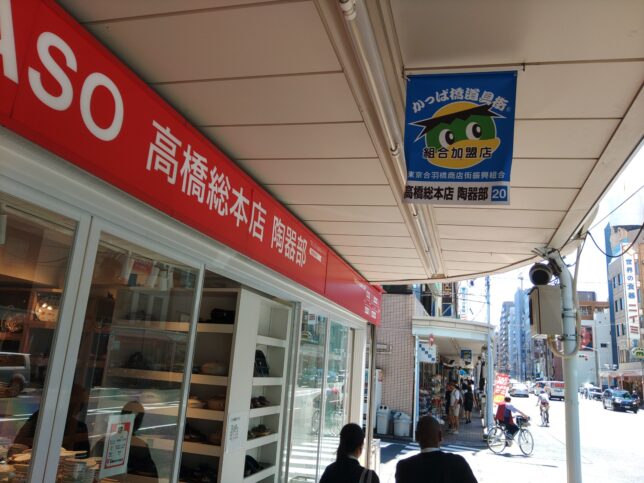 ASO
高橋総本店 陶器部
かっぱ橋道具街®
組合加盟店
東京合羽橋商店街振興組合
高橋総本店 陶器部 20